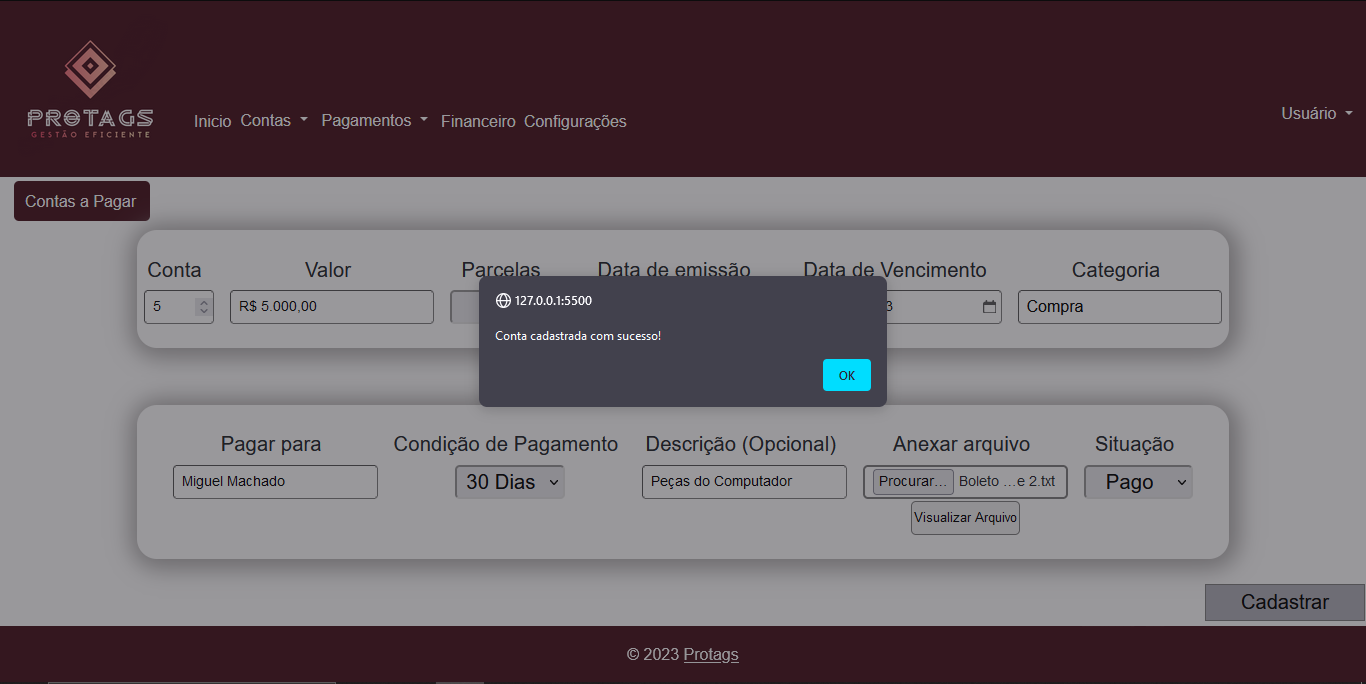 PROTAGS
GESTÃO EFICIENTE
Inicio Contas Pagamentos Financeiro Configurações
Usuário
Contas a Pagar
Conta Valor Parcelas Data de emissão Data de Vencimento Categoria
5 R$ 5.000,00 3 Compra
127.0.0.1:5500
Conta cadastrada com sucesso!
OK
Pagar para Condição de Pagamento Descrição (Opcional) Anexar arquivo Situação
Miguel Machado 30 Dias Peças do Computador Procurar... Boleto ...e 2.txt Pago
Visualizar Arquivo
Cadastrar
© 2023 Protags